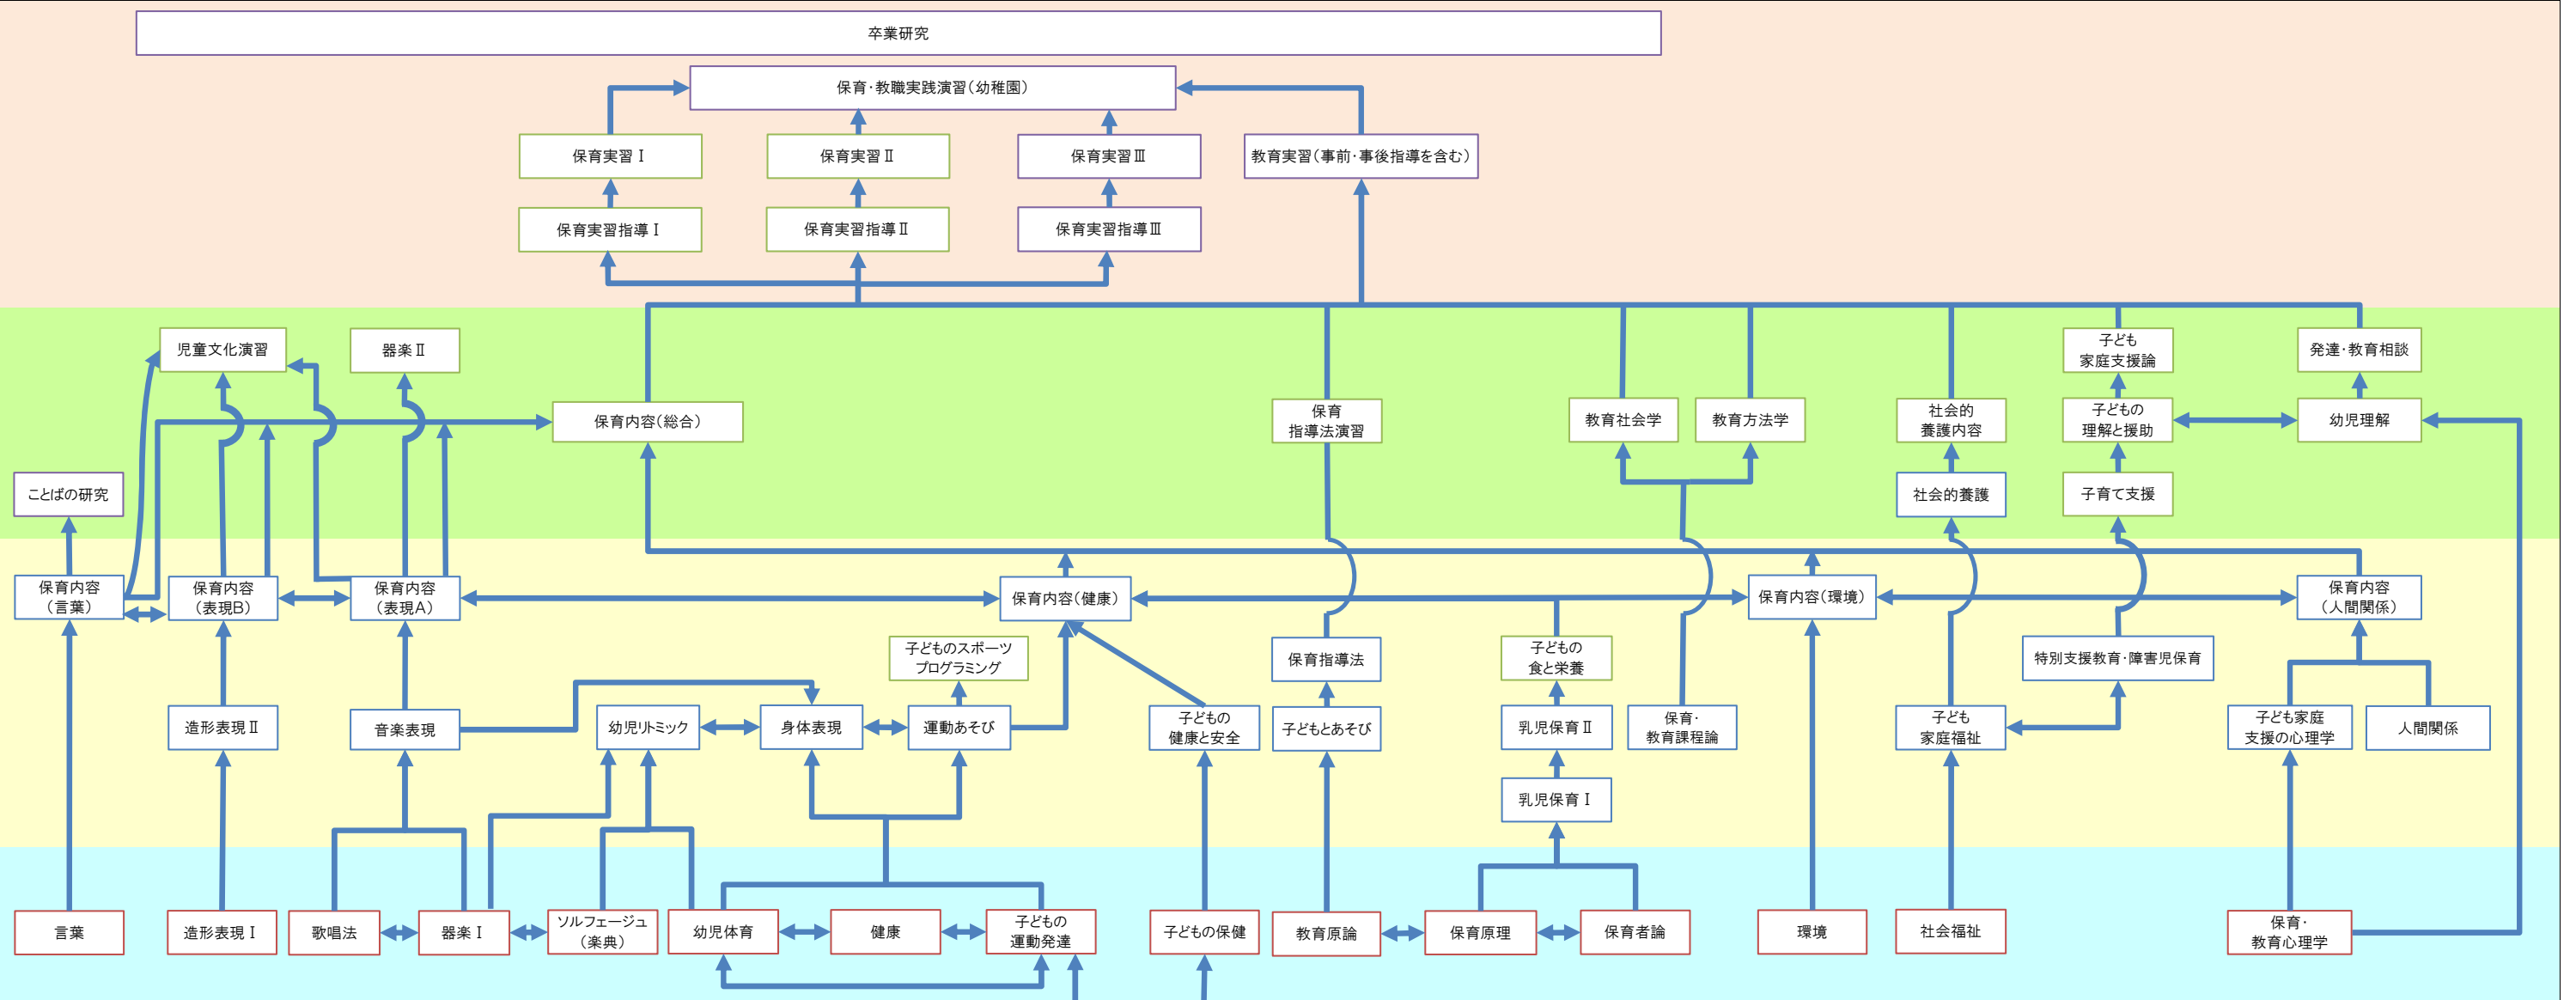 卒業研究
保育・教職実践演習（幼稚園）
保育実習Ⅰ
保育実習Ⅱ
保育実習Ⅲ
教育実習（事前・事後指導を含む）
保育実習指導Ⅰ
保育実習指導Ⅱ
保育実習指導Ⅲ
児童文化演習
器楽Ⅱ
子ども
家庭支援論
発達・教育相談
保育内容（総合）
保育
指導法演習
教育社会学
教育方法学
社会的
養護内容
子どもの
理解と援助
幼児理解
ことばの研究
社会的養護
子育て支援
保育内容
（言葉）
保育内容
（表現B）
保育内容
（表現A）
保育内容（健康）
保育内容（環境）
保育内容
（人間関係）
子どものスポーツ
プログラミング
保育指導法
子どもの
食と栄養
特別支援教育・障害児保育
造形表現Ⅱ
音楽表現
幼児リトミック
身体表現
運動あそび
子どもの
健康と安全
子どもとあそび
乳児保育Ⅱ
保育・
教育課程論
子ども
家庭福祉
子ども家庭
支援の心理学
人間関係
乳児保育Ⅰ
言葉
造形表現Ⅰ
歌唱法
器楽Ⅰ
ソルフェージュ
（楽典）
幼児体育
健康
子どもの
運動発達
子どもの保健
教育原論
保育原理
保育者論
環境
社会福祉
保育・
教育心理学